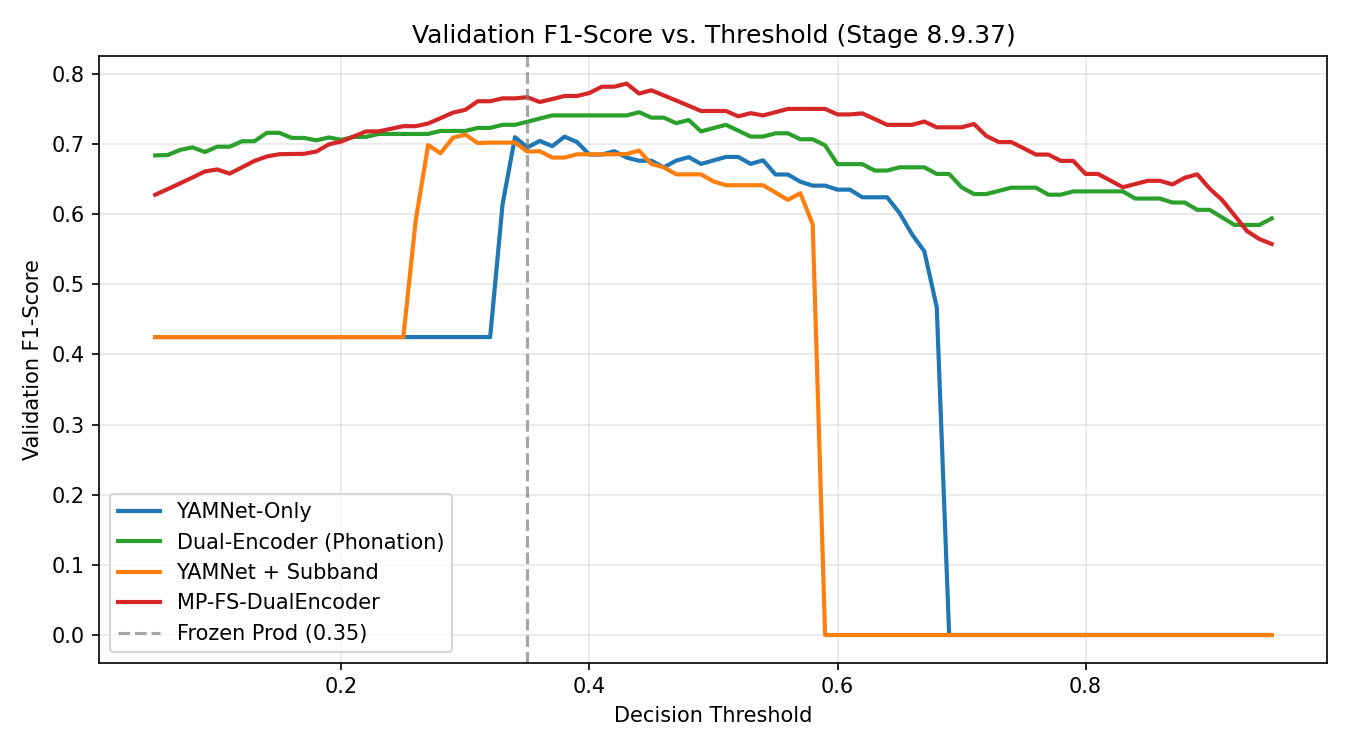 Validation F1-Score vs. Threshold (Stage 8.9.37)
Validation F1-Score
0.8
0.7
0.6
0.5
0.4
0.3
0.2
0.1
0.0
YAMNet-Only
Dual-Encoder (Phonation)
YAMNet + Subband
MP-FS-DualEncoder
Frozen Prod (0.35)
0.2 0.4 0.6 0.8
Decision Threshold